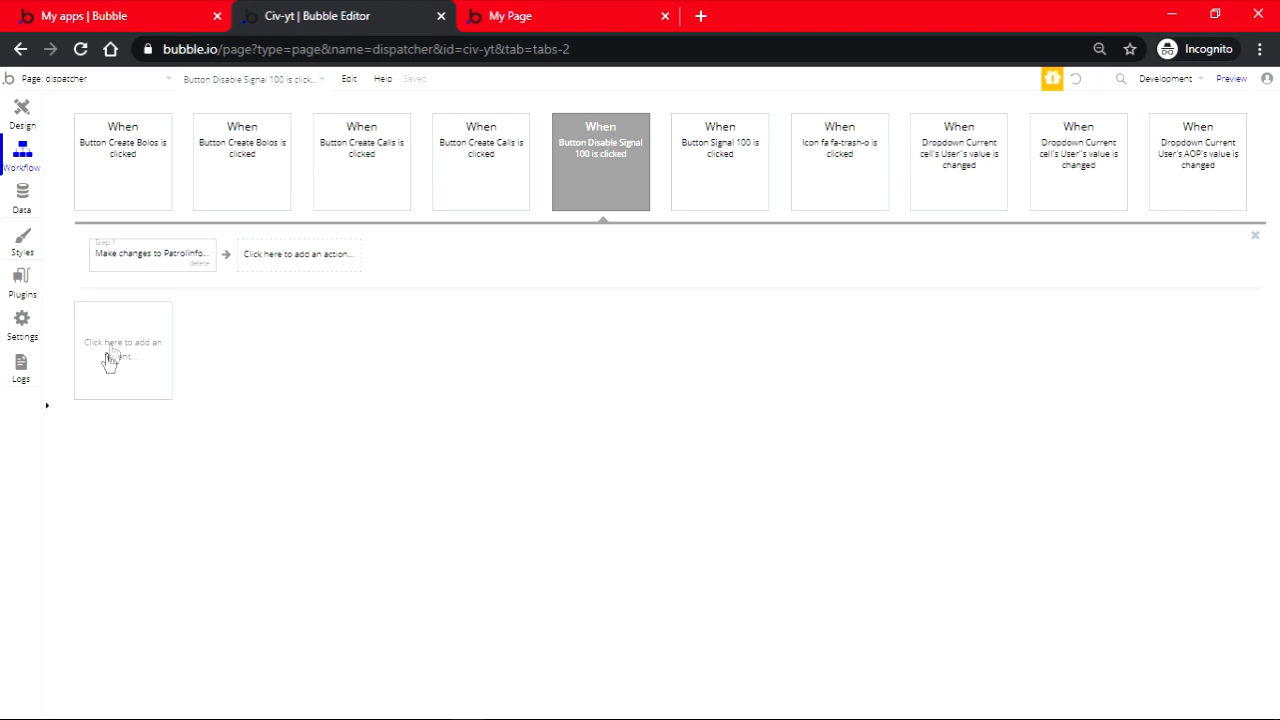 My apps | Bubble
Civ-yt | Bubble Editor
My Page
bubble.io/page?type=page&name=dispatcher&id=civ-yt&tab=tabs-2
Incognito
Page: dispatcher
Button Disable Signal 100 is click...
Edit
Help
Saved
Development
Preview
Design
Workflow
Data
Styles
Plugins
Settings
Logs
When
Button Create Bolos is
clicked
When
Button Create Bolos is
clicked
When
Button Create Calls is
clicked
When
Button Create Calls is
clicked
When
Button Disable Signal
100 is clicked
When
Button Signal 100 is
clicked
When
Icon fa fa-trash-o is
clicked
When
Dropdown Current
cell's User's value is
changed
When
Dropdown Current
cell's User's value is
changed
When
Dropdown Current
User's AOP's value is
changed
Step 1
Make changes to PatrolInfo...
delete
Click here to add an action...
Click here to add an